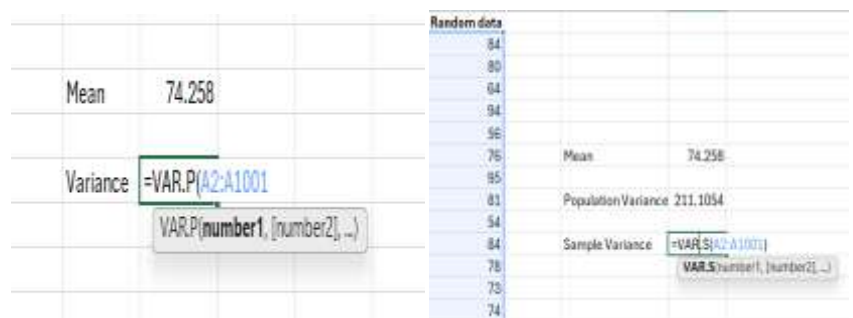 Mean 74.258
Variance =VAR.P(A2:A1001
VAR.P(number1, [number2], ...)
Random data
84
80
64
94
56
76 Mean 74.258
95
81 Population Variance 211.1054
54
84 Sample Variance =VAR.S(A2:A1001)
78 VAR.S(number1, [number2], ...)
73
74